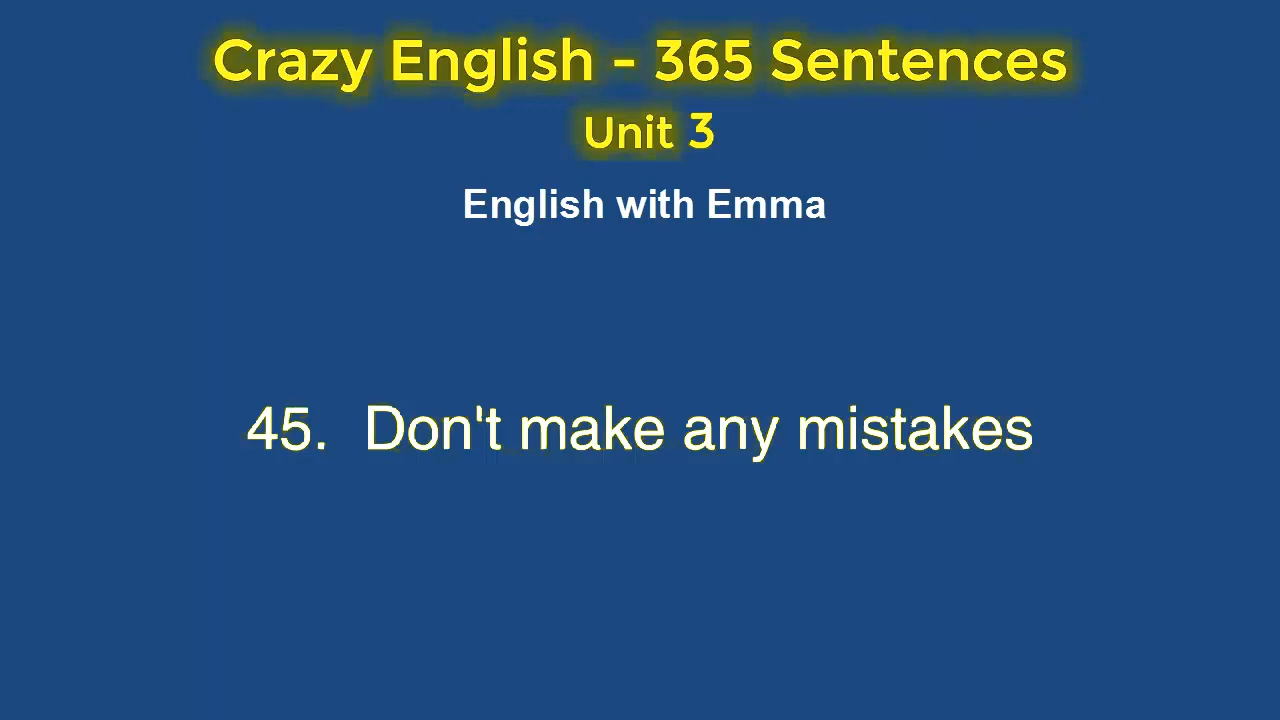 Crazy English - 365 Sentences
Unit 3
English with Emma
45. Don't make any mistakes